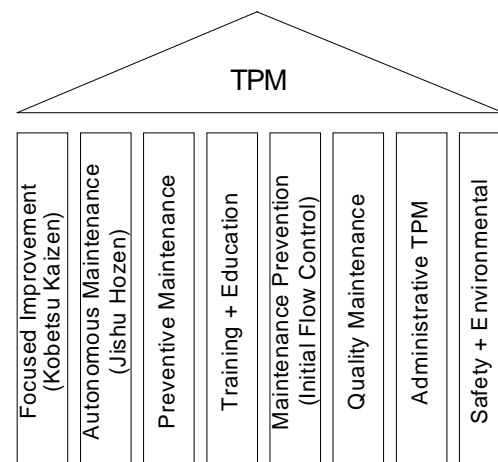 TPM
Focused Improvement
(Kobetsu Kaizen)
Autonomous Maintenance
(Jishu Hozen)
Preventive Maintenance
Training + Education
Maintenance Prevention
(Initial Flow Control)
Quality Maintenance
Administrative TPM
Safety + Environmental